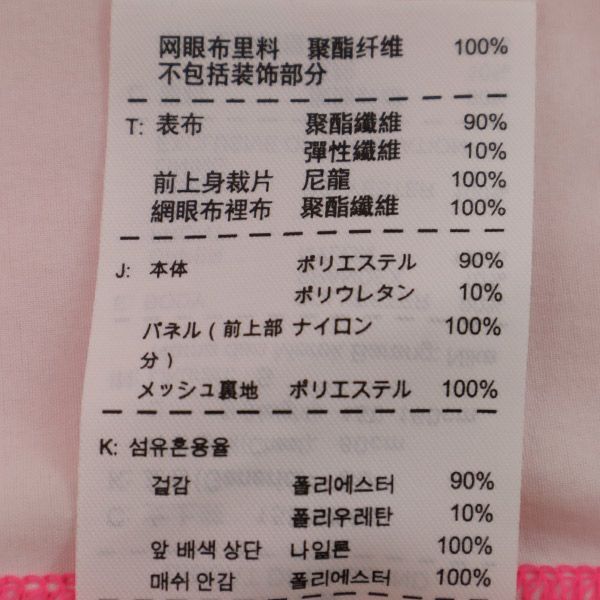 网眼布里料 聚酯纤维 100%
不包括装饰部分
T: 表布 聚酯纖維 90%
彈性纖維 10%
前上身裁片 尼龍 100%
網眼布裡布 聚酯纖維 100%
J: 本体 ポリエステル 90%
ポリウレタン 10%
パネル(前上部 ナイロン 100%
分)
メッシュ裏地 ポリエステル 100%
K: 섬유혼용율
겉감 폴리에스터 90%
폴리우레탄 10%
앞 배색 상단 나일론 100%
매쉬 안감 폴리에스터 100%